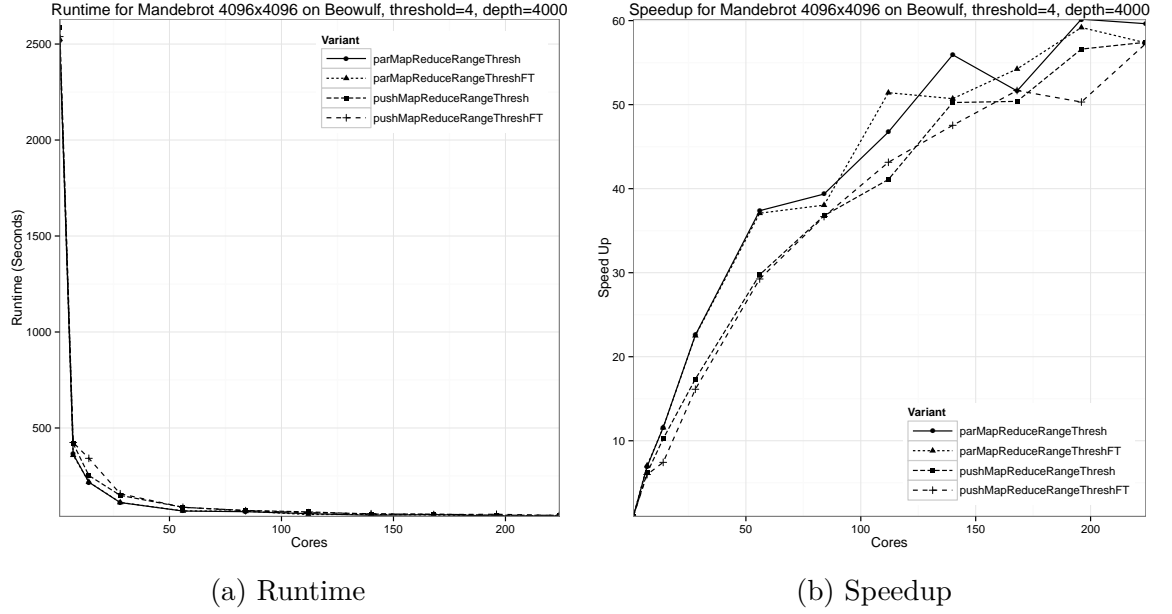 Runtime for Mandebrot 4096x4096 on Beowulf, threshold=4, depth=4000
Runtime (Seconds)
2500
2000
1500
1000
500
Variant
parMapReduceRangeThresh
parMapReduceRangeThreshFT
pushMapReduceRangeThresh
pushMapReduceRangeThreshFT
50
100
150
200
Cores
(a) Runtime
Speedup for Mandebrot 4096x4096 on Beowulf, threshold=4, depth=4000
Speed Up
60
50
40
30
20
10
Variant
parMapReduceRangeThresh
parMapReduceRangeThreshFT
pushMapReduceRangeThresh
pushMapReduceRangeThreshFT
50
100
150
200
Cores
(b) Speedup